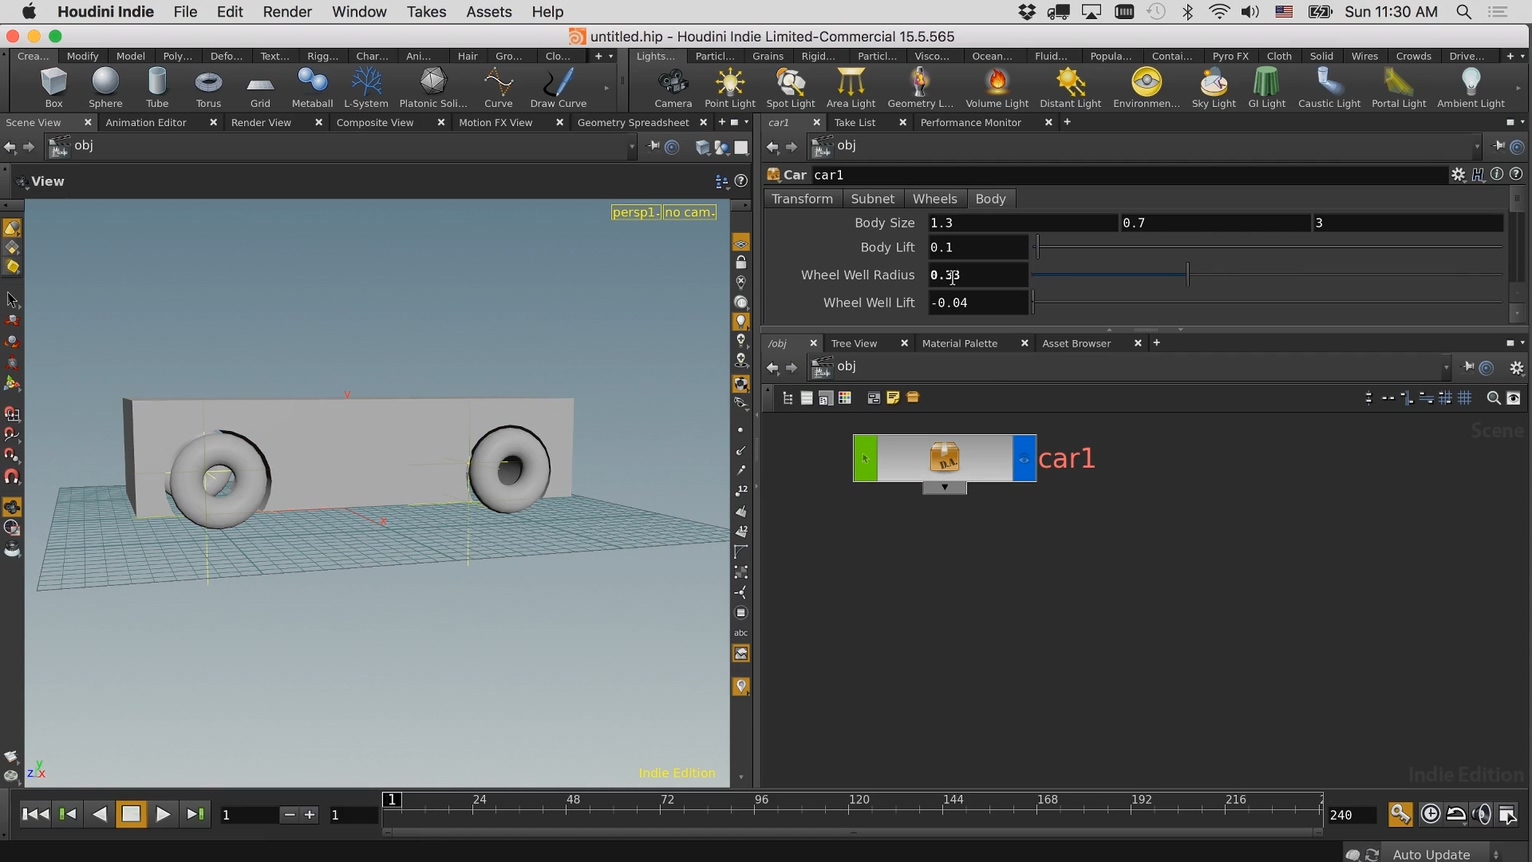 Houdini Indie File Edit Render Window Takes Assets Help Sun 11:30 AM
untitled.hip - Houdini Indie Limited-Commercial 15.5.565
Crea... Modify Model Poly... Defo... Text... Rigg... Char... Ani... Hair Gro... Clo... Lights... Particl... Grains Rigid... Particl... Visco... Ocean... Fluid... Popula... Contai... Pyro FX Cloth Solid Wires Crowds Drive...
Box Sphere Tube Torus Grid Metaball L-System Platonic Soli... Curve Draw Curve Camera Point Light Spot Light Area Light Geometry L... Volume Light Distant Light Environmen... Sky Light GI Light Caustic Light Portal Light Ambient Light
Scene View Animation Editor Render View Composite View Motion FX View Geometry Spreadsheet car1 Take List Performance Monitor
obj obj
View
Car car1
persp1 no cam
Transform Subnet Wheels Body
Body Size 1.3 0.7 3
Body Lift 0.1
Wheel Well Radius 0.33
Wheel Well Lift -0.04
/obj Tree View Material Palette Asset Browser
obj
Scene
car1
D.A.
12
12
abc
y
x
y
z x
Indie Edition
Indie Edition
1 1 1 24 48 72 96 120 144 168 192 216 2 240
Auto Update